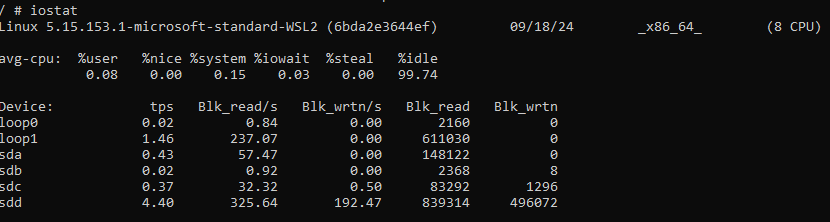 / # iostat
Linux 5.15.153.1-microsoft-standard-WSL2 (6bda2e3644ef) 09/18/24 _x86_64_ (8 CPU)
avg-cpu: %user %nice %system %iowait %steal %idle
0.08 0.00 0.15 0.03 0.00 99.74
Device: tps Blk_read/s Blk_wrtn/s Blk_read Blk_wrtn
loop0 0.02 0.84 0.00 2160 0
loop1 1.46 237.07 0.00 611030 0
sda 0.43 57.47 0.00 148122 0
sdb 0.02 0.92 0.00 2368 8
sdc 0.37 32.32 0.50 83292 1296
sdd 4.40 325.64 192.47 839314 496072